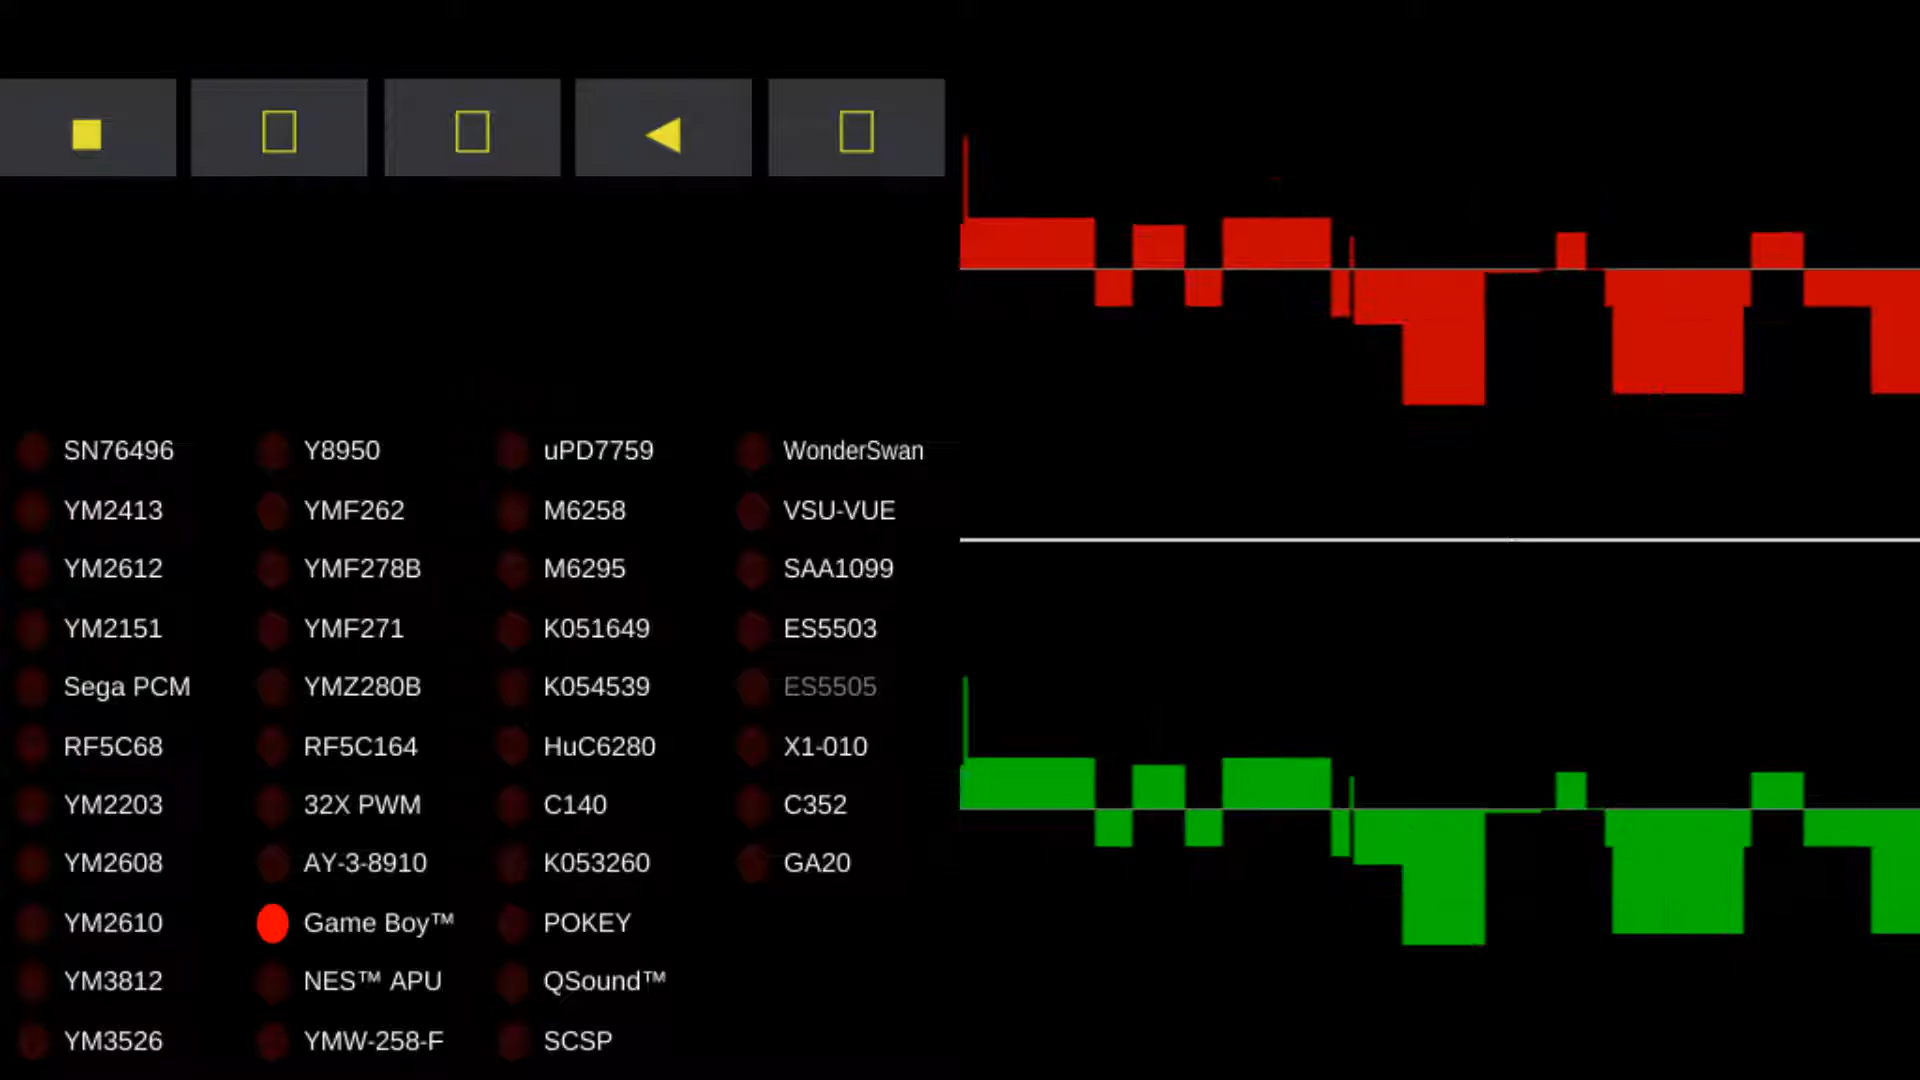 SN76496 Y8950 uPD7759 WonderSwan
YM2413 YMF262 M6258 VSU-VUE
YM2612 YMF278B M6295 SAA1099
YM2151 YMF271 K051649 ES5503
Sega PCM YMZ280B K054539 ES5505
RF5C68 RF5C164 HuC6280 X1-010
YM2203 32X PWM C140 C352
YM2608 AY-3-8910 K053260 GA20
YM2610 Game Boy™ POKEY
YM3812 NES™ APU QSound™
YM3526 YMW-258-F SCSP